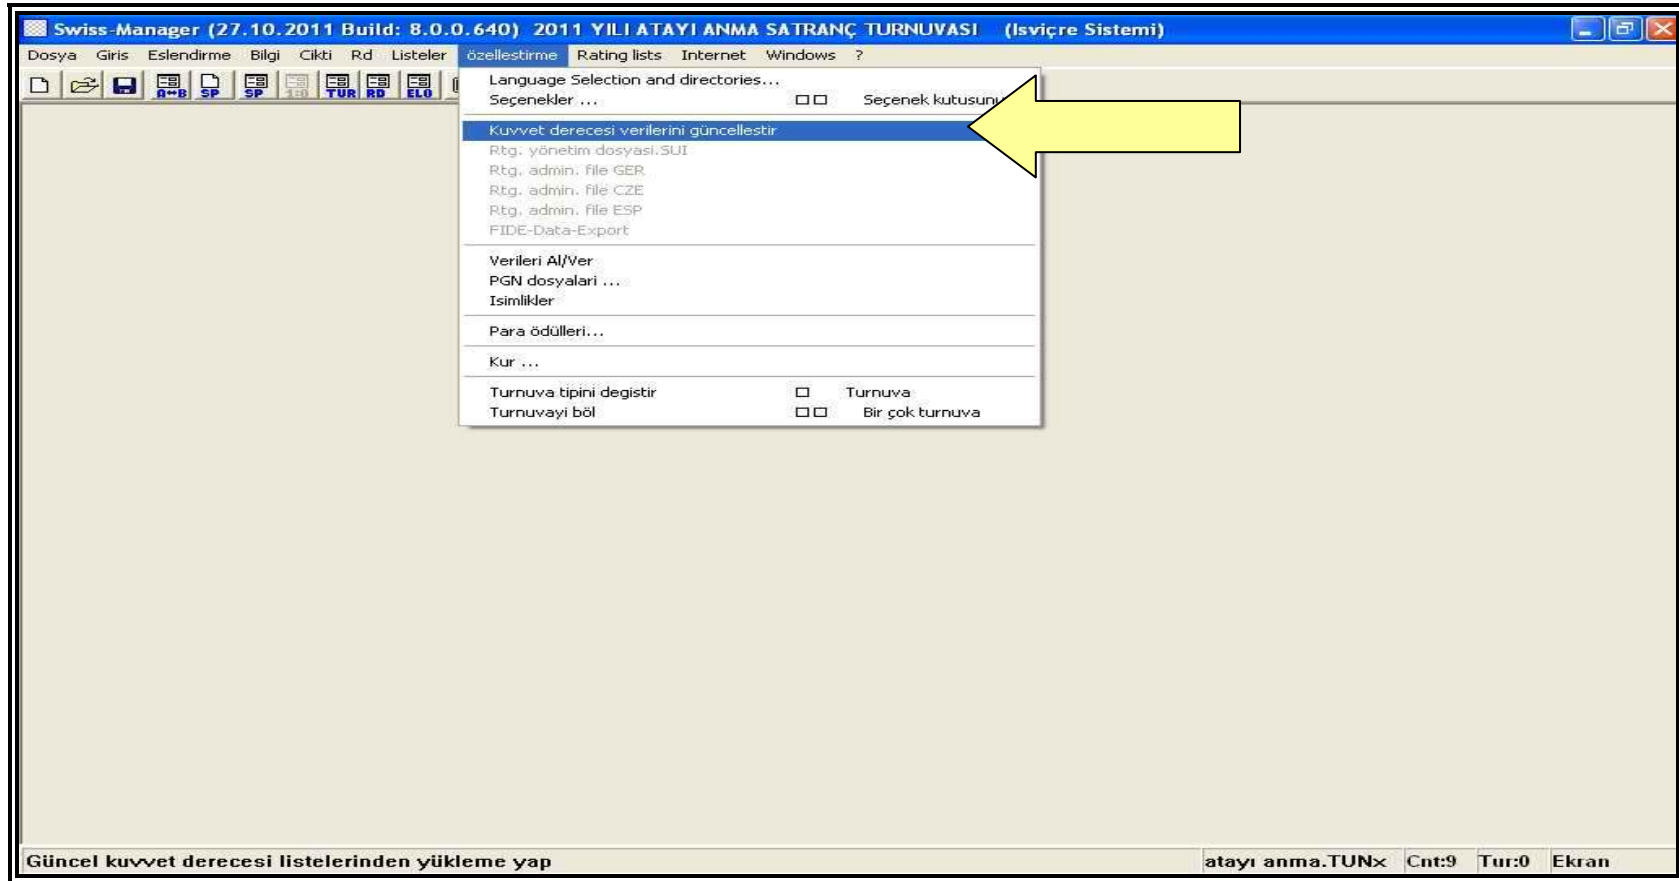 Swiss-Manager (27.10.2011 Build: 8.0.0.640) 2011 YILI ATAYI ANMA SATRANÇ TURNUVASI (Isviçre Sistemi)
Dosya Giris Eslendirme Bilgi Cikti Rd Listeler özellestirme Rating lists Internet Windows ?
A↔B SP SP 1:0 TUR RD ELO
Language Selection and directories...
Seçenekler ... □□ Seçenek kutusunu
Kuvvet derecesi verilerini güncellestir
Rtg. yönetim dosyasi.SUI
Rtg. admin. file GER
Rtg. admin. file CZE
Rtg. admin. file ESP
FIDE-Data-Export
Verileri Al/Ver
PGN dosyalari ...
Isimlikler
Para ödülleri...
Kur ...
Turnuva tipini degistir □ Turnuva
Turnuvayi böl □□ Bir çok turnuva
Güncel kuvvet derecesi listelerinden yükleme yap atayı anma.TUNx Cnt:9 Tur:0 Ekran